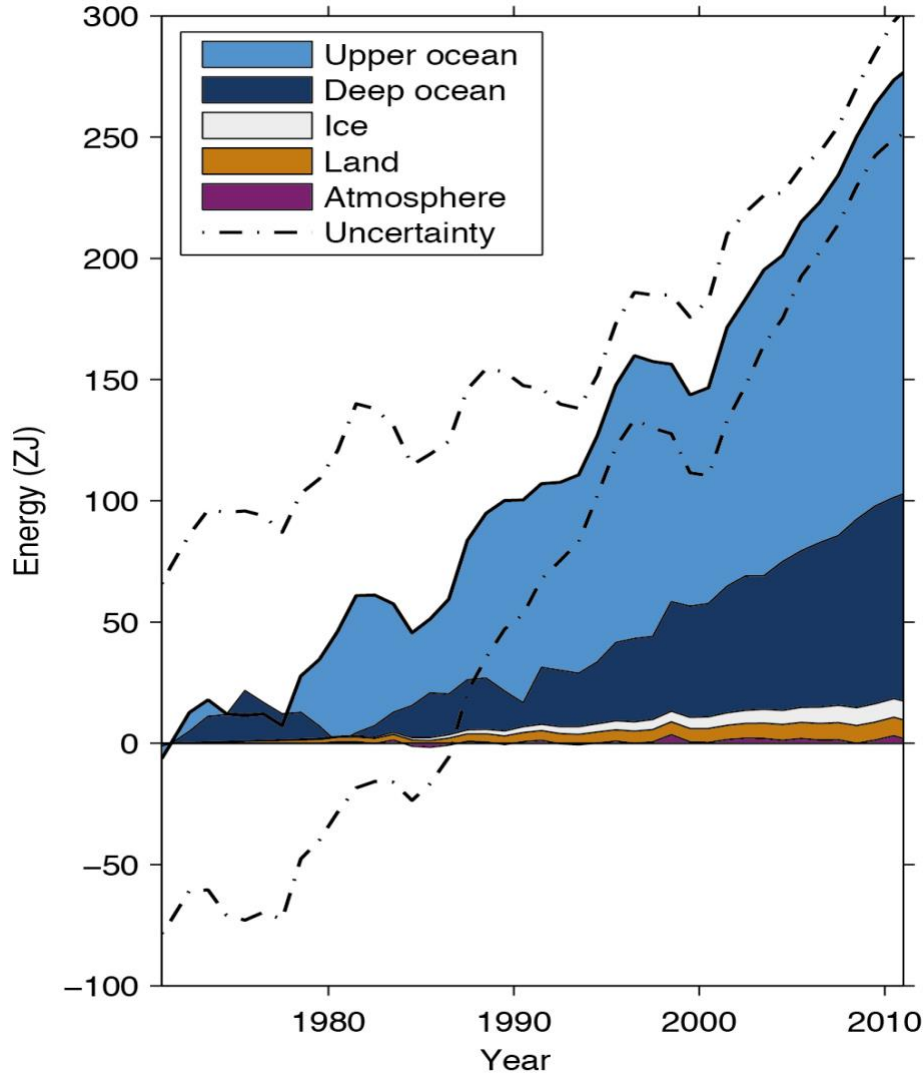 300
250
200
150
100
50
0
−50
−100
Energy (ZJ)
Upper ocean
Deep ocean
Ice
Land
Atmosphere
Uncertainty
1980
1990
2000
2010
Year